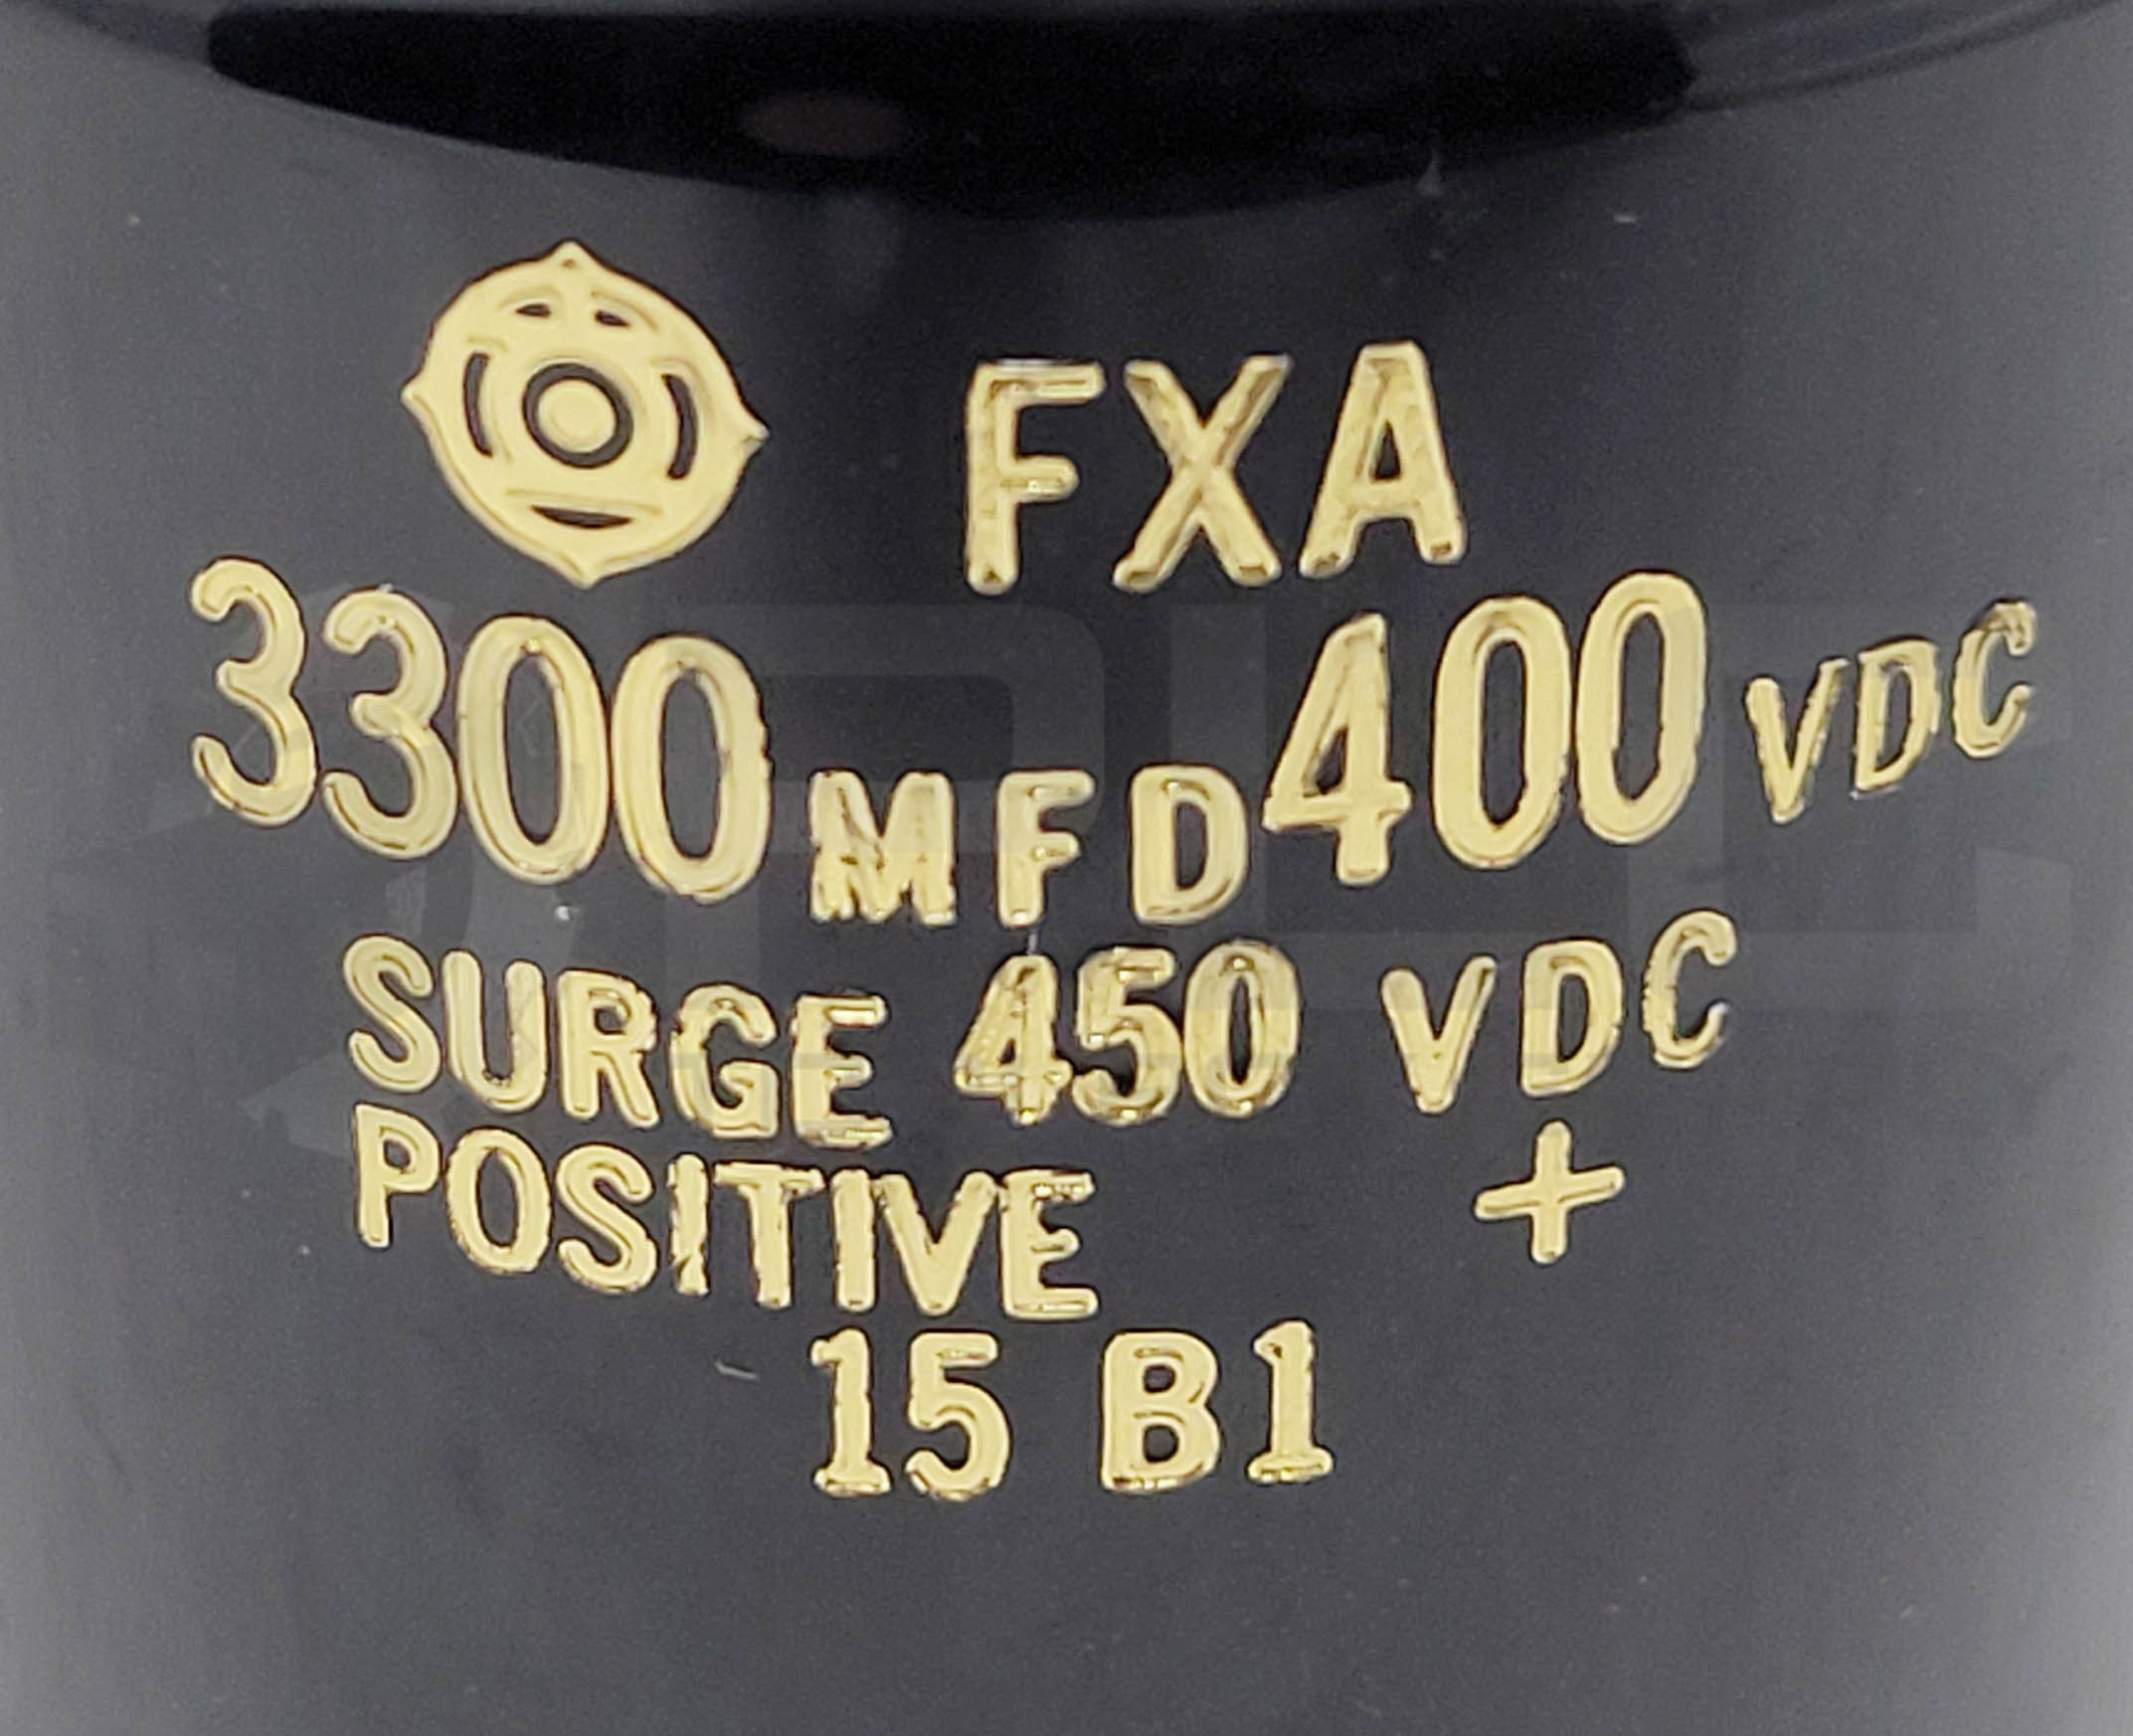 FXA
3300 MFD 400 VDC
SURGE 450 VDC
POSITIVE +
15 B1